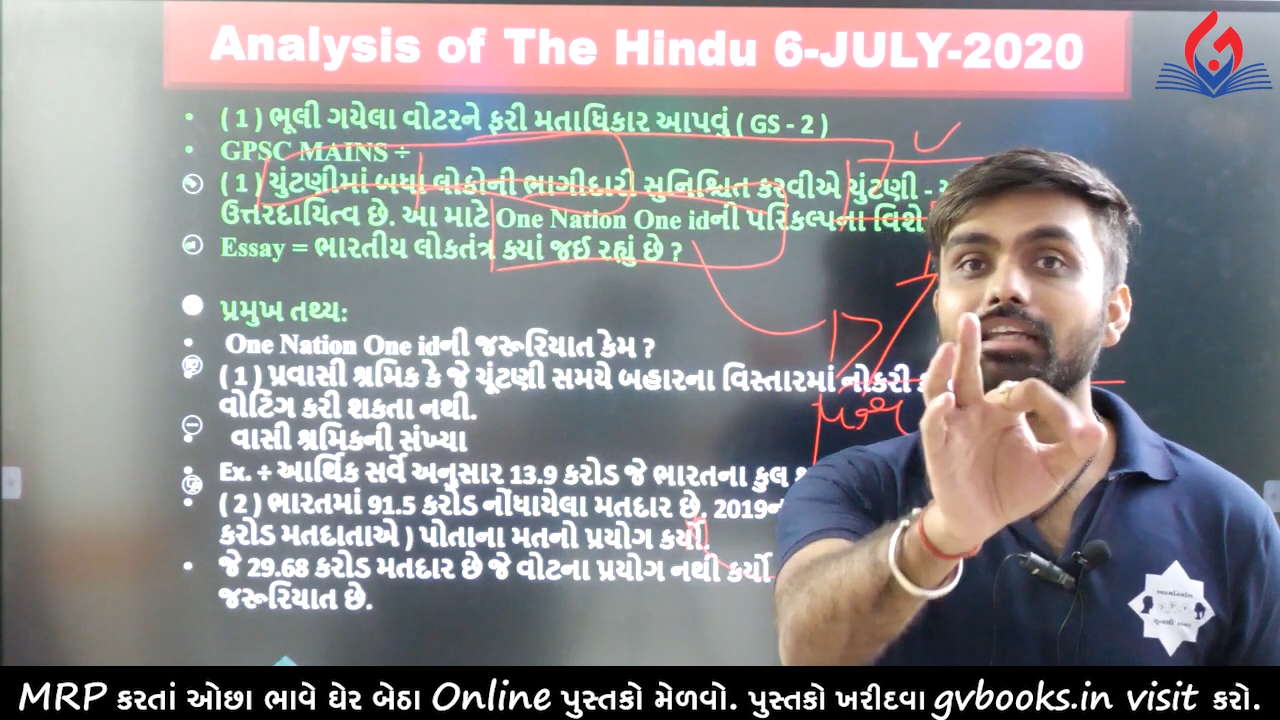 Analysis of The Hindu 6-JULY-2020
( 1 ) ભૂલી ગયેલા વોટરને ફરી મતાધિકાર આપવું ( GS - 2 )
GPSC MAINS ÷
( 1 ) ચુંટણીમાં બધા લોકોની ભાગીદારી સુનિશ્ચિત કરવીએ ચુંટણી -
ઉત્તરદાયિત્વ છે. આ માટે One Nation One idની પરિકલ્પના વિશે
Essay = ભારતીય લોકતંત્ર ક્યાં જઈ રહ્યું છે ?
પ્રમુખ તથ્યઃ
One Nation One idની જરૂરિયાત કેમ ?
( 1 ) પ્રવાસી શ્રમિક કે જે ચૂંટણી સમયે બહારના વિસ્તારમાં નોકરી
વોટિંગ કરી શકતા નથી.
વાસી શ્રમિકની સંખ્યા
Ex. ÷ આર્થિક સર્વે અનુસાર 13.9 કરોડ જે ભારતના કુલ
( 2 ) ભારતમાં 91.5 કરોડ નોંધાયેલા મતદાર છે. 2019ના
કરોડ મતદાતાએ ) પોતાના મતનો પ્રયોગ કર્યો.
જે 29.68 કરોડ મતદાર છે જે વોટના પ્રયોગ નથી કર્યો
જરૂરિયાત છે.
MRP કરતાં ઓછા ભાવે ઘેર બેઠા Online પુસ્તકો મેળવો. પુસ્તકો ખરીદવા gvbooks.in visit કરો.